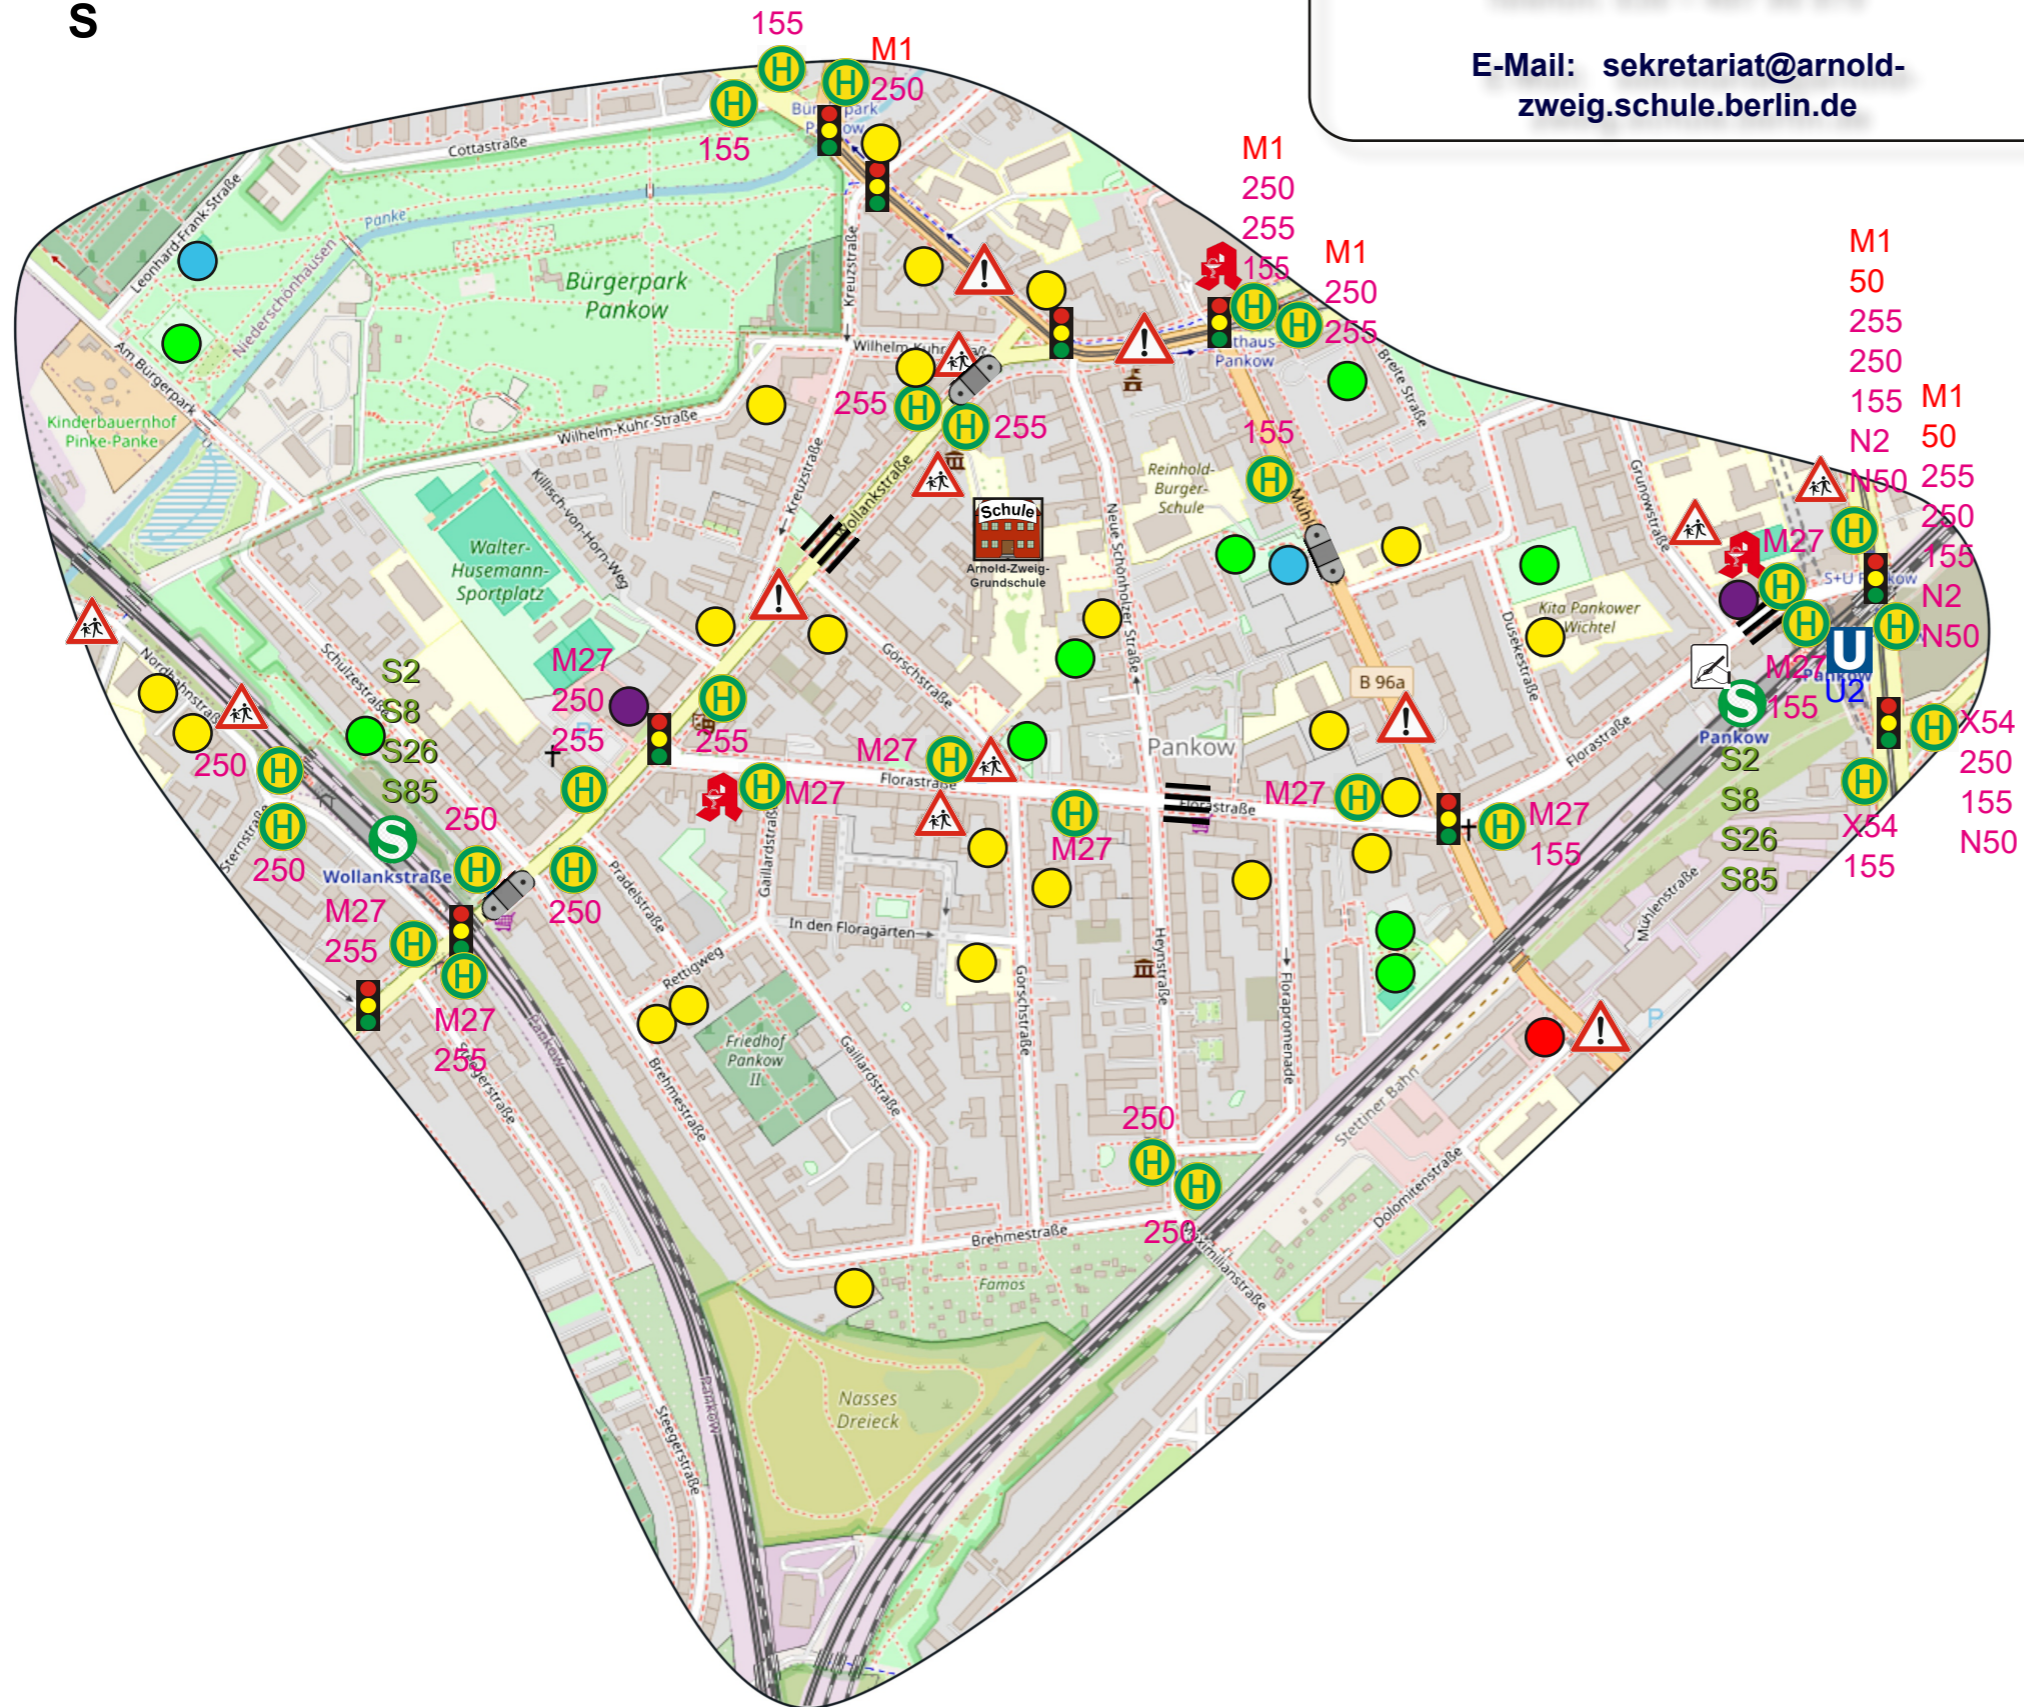 S
E-Mail: sekretariat@arnold-
zweig.schule.berlin.de
155
M1
250
155
Cottastraße
Leonhard-Frank-Straße
Panke
Niederschönhausen
Bürgerpark
Pankow
Kreuzstraße
M1
250
255
155
M1
250
255
Pankow
Breite Straße
M1
50
255
250
155
N2
N50
M1
50
255
250
155
N2
N50
Am Bürgerpark
Kinderbauernhof
Pinke-Panke
Wilhelm-Kuhr-Straße
255
255
155
Killisch-von-Horn-Weg
Kreuzstraße
Wollankstraße
Walter-
Husemann-
Sportplatz
Schule
Arnold-Zweig-
Grundschule
Reinhold-
Burger-
Schule
Neue Schönholzer Straße
Grunowstraße
M27
Kita Pankower
Wichtel
Dusekestraße
Nordbahnstraße
Schulzestraße
S2
S8
S26
S85
M27
250
255
255
Görschstraße
Pankow
B 96a
M27
155
U
U2
S
Pankow
S2
S8
S26
S85
X54
250
155
N50
X54
155
250
250
Sternstraße
S
Wollankstraße
250
250
M27
Florastraße
M27
M27
Florastraße
M27
M27
155
Florastraße
Mühlenstraße
M27
255
M27
255
Pradelstraße
Gaillardstraße
In den Floragärten
Rettigweg
Friedhof
Pankow
II
Gaillardstraße
Görschstraße
Heynstraße
Florapromenade
P
Pankow
Steegerstraße
Brehmestraße
Stettiner Bahn
Dolomitenstraße
250
250
Brehmestraße
Maximilianstraße
Famos
Nasses
Dreieck
Pankow
Steegerstraße